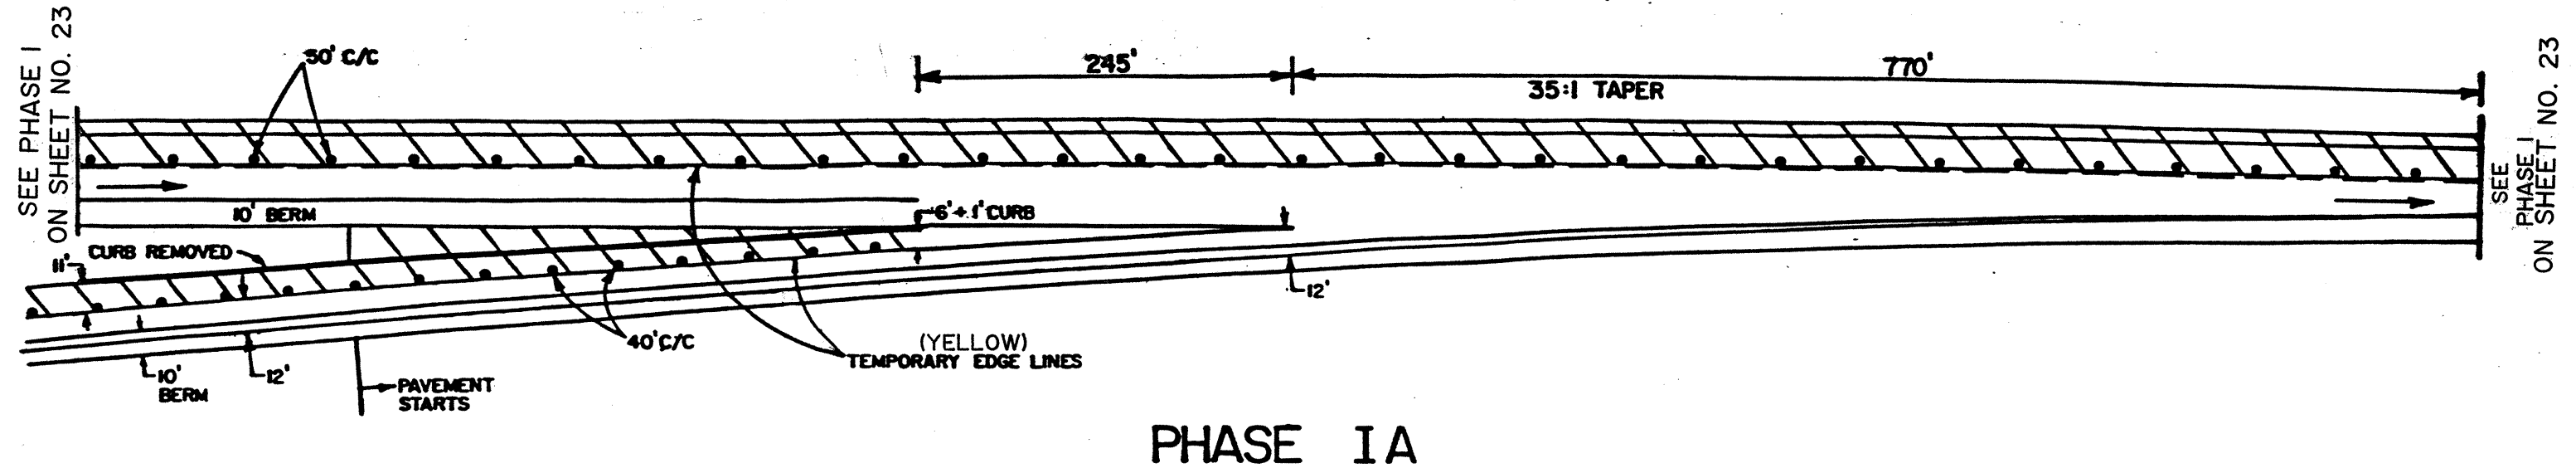 SEE PHASE I
ON SHEET NO. 23
50' C/C
245'
770'
35:1 TAPER
10' BERM
6' + 1' CURB
CURB REMOVED
11'
12'
40' C/C
(YELLOW)
TEMPORARY EDGE LINES
10'
BERM
12'
PAVEMENT
STARTS
SEE
PHASE I
ON SHEET NO. 23
PHASE IA